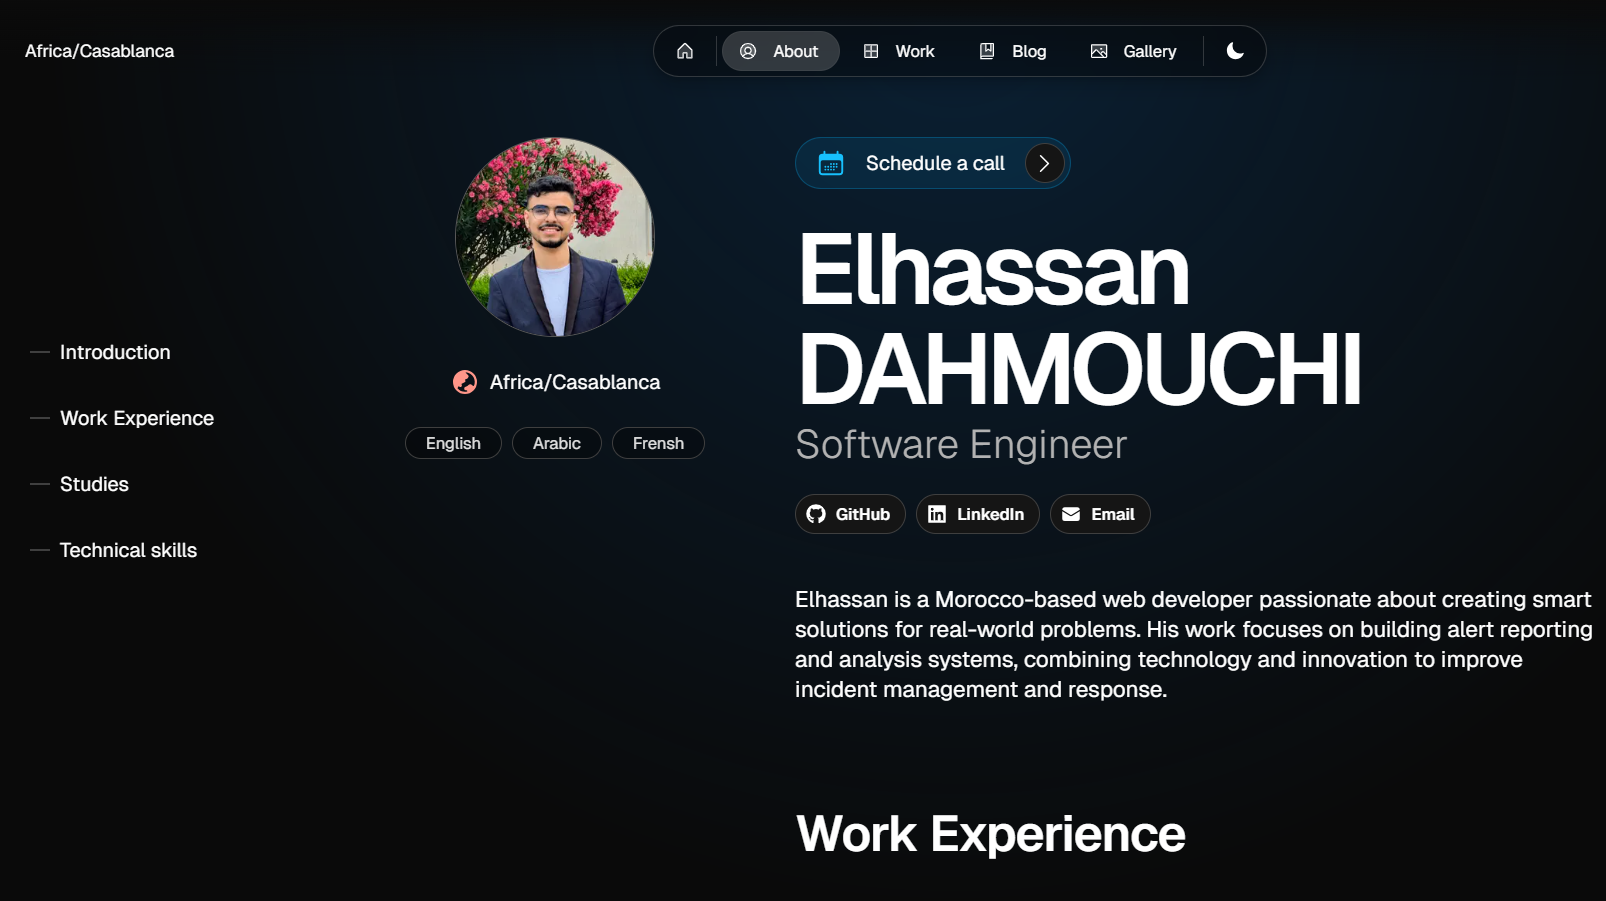 Africa/Casablanca
About
Work
Blog
Gallery
Schedule a call
Elhassan
DAHMOUCHI
Software Engineer
Africa/Casablanca
English
Arabic
Frensh
GitHub
LinkedIn
Email
Introduction
Work Experience
Studies
Technical skills
Elhassan is a Morocco-based web developer passionate about creating smart
solutions for real-world problems. His work focuses on building alert reporting
and analysis systems, combining technology and innovation to improve
incident management and response.
Work Experience